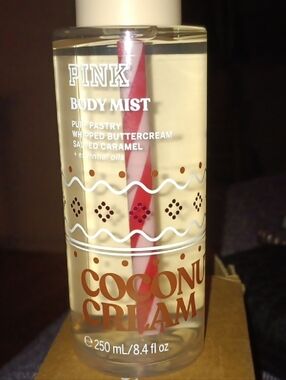 PINK
BODY MIST
PUFF PASTRY
WHIPPED BUTTERCREAM
SALTED CARAMEL
+ essential oils
COCONU
CREAM
e 250 mL/8.4 fl oz